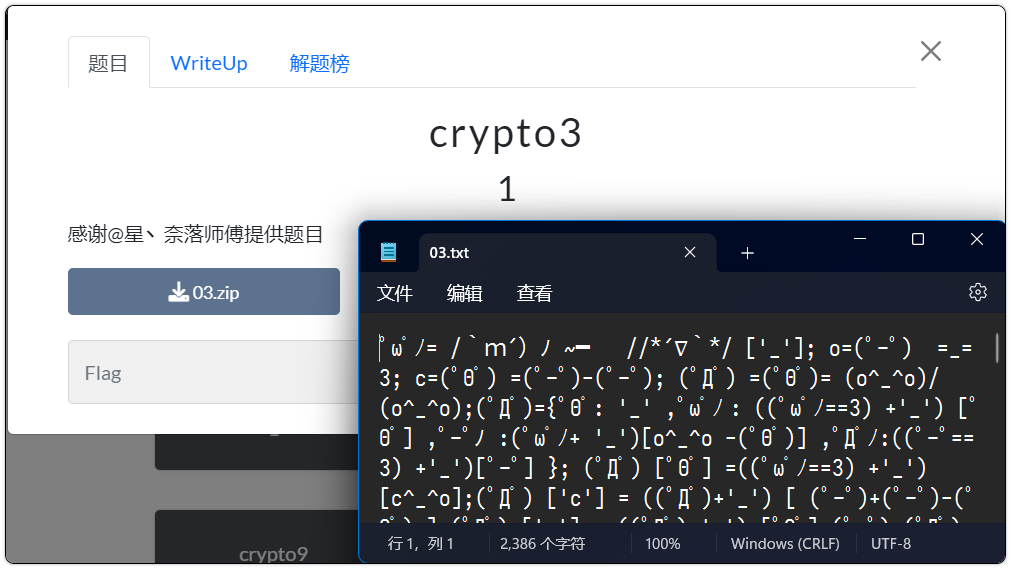 题目
WriteUp
解题榜
crypto3
1
感谢@星丶奈落师傅提供题目
03.zip
Flag
03.txt
文件
编辑
查看
ﾟωﾟﾉ= /｀ｍ´）ﾉ ~┻━┻ //*´∇｀*/ ['_']; o=(ﾟｰﾟ) =_=
3; c=(ﾟΘﾟ) =(ﾟｰﾟ)-(ﾟｰﾟ); (ﾟДﾟ) =(ﾟΘﾟ)= (o^_^o)/
(o^_^o);(ﾟДﾟ)={ﾟΘﾟ: '_' ,ﾟωﾟﾉ : ((ﾟωﾟﾉ==3) +'_') [ﾟ
Θﾟ] ,ﾟｰﾟﾉ :(ﾟωﾟﾉ+ '_')[o^_^o -(ﾟΘﾟ)] ,ﾟДﾟﾉ:((ﾟｰﾟ==
3) +'_')[ﾟｰﾟ] }; (ﾟДﾟ) [ﾟΘﾟ] =((ﾟωﾟﾉ==3) +'_')
[c^_^o];(ﾟДﾟ) ['c'] = ((ﾟДﾟ)+'_') [ (ﾟｰﾟ)+(ﾟｰﾟ)-(ﾟ
行 1，列 1
2,386 个字符
100%
Windows (CRLF)
UTF-8
crypto9